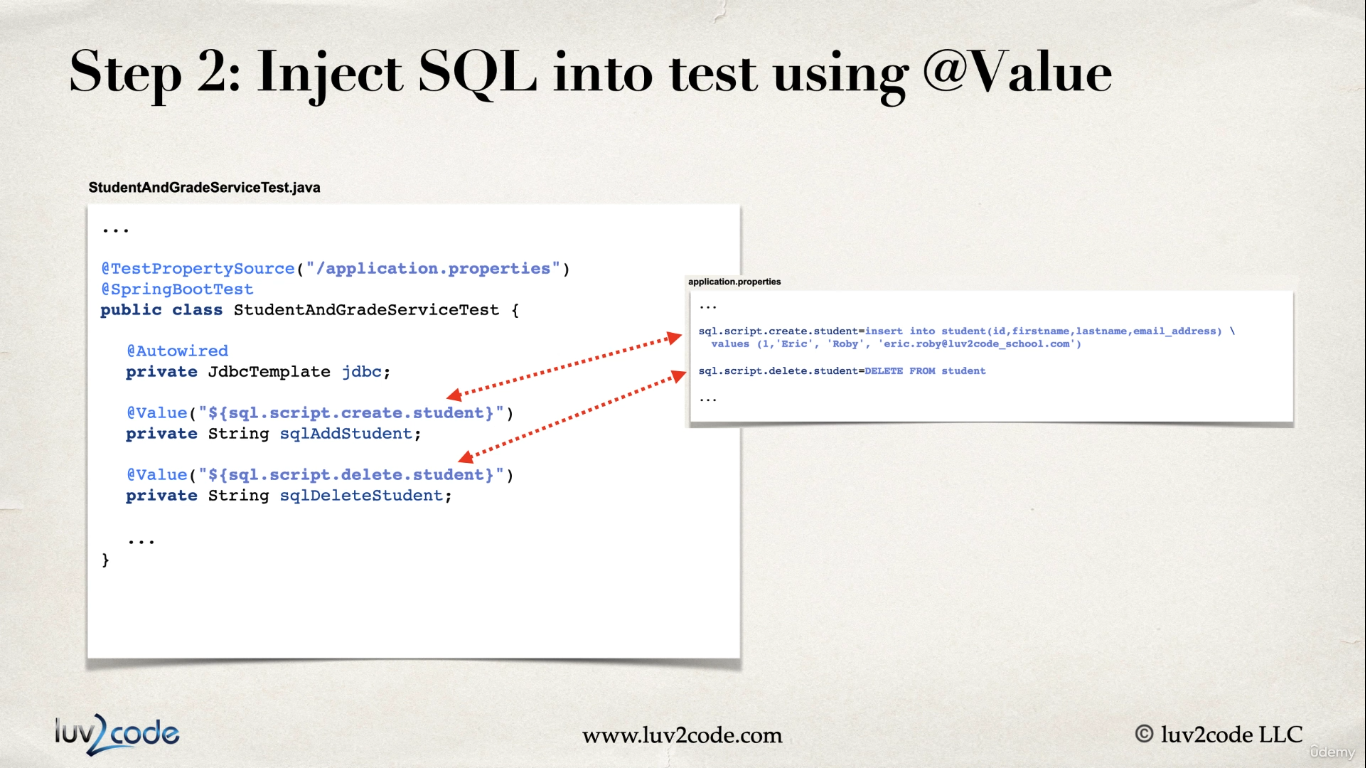 Step 2: Inject SQL into test using @Value
StudentAndGradeServiceTest.java
...
@TestPropertySource("/application.properties")
@SpringBootTest
public class StudentAndGradeServiceTest {
@Autowired
private JdbcTemplate jdbc;
@Value("${sql.script.create.student}")
private String sqlAddStudent;
@Value("${sql.script.delete.student}")
private String sqlDeleteStudent;
...
}
application.properties
...
sql.script.create.student=insert into student(id,firstname,lastname,email_address) \
values (1,'Eric', 'Roby', 'eric.roby@luv2code_school.com')
sql.script.delete.student=DELETE FROM student
...
luv2code
www.luv2code.com
© luv2code LLC
ûdemy